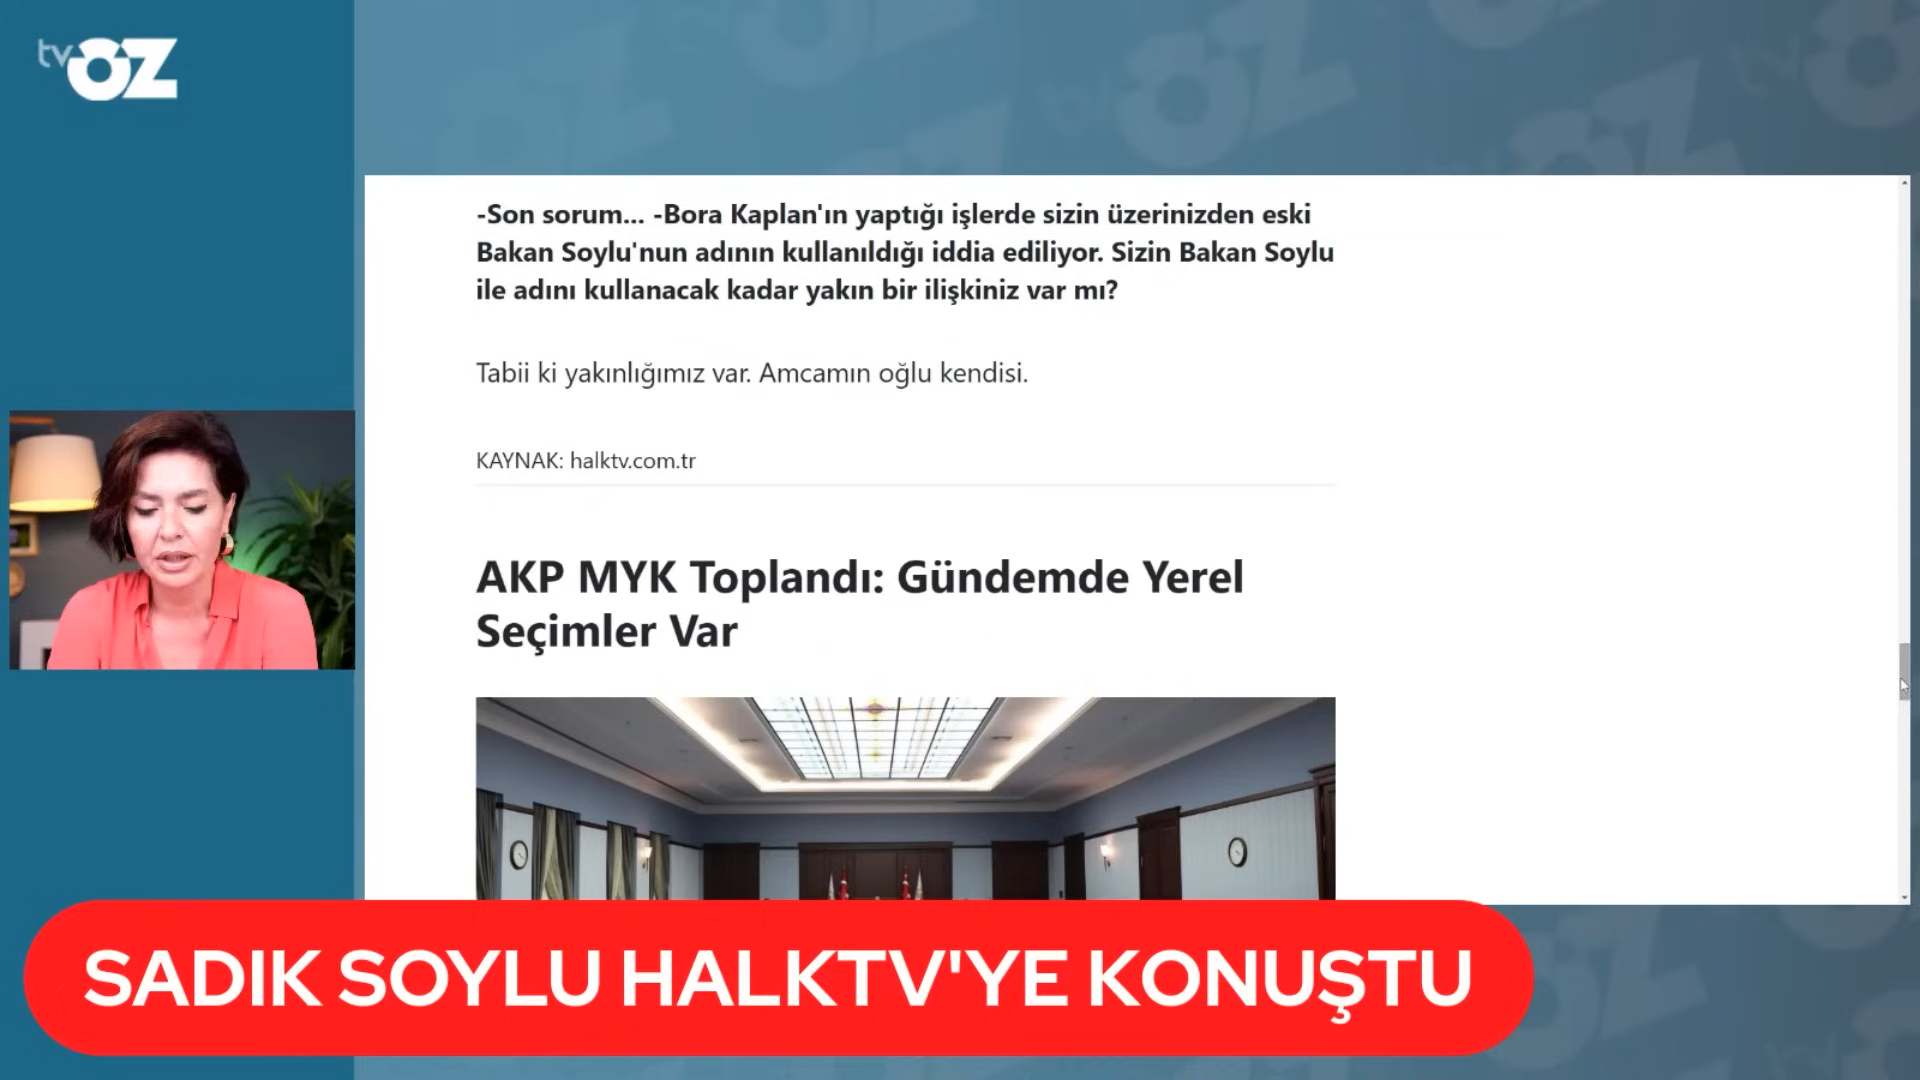 tv ÖZ
-Son sorum... -Bora Kaplan'ın yaptığı işlerde sizin üzerinizden eski
Bakan Soylu'nun adının kullanıldığı iddia ediliyor. Sizin Bakan Soylu
ile adını kullanacak kadar yakın bir ilişkiniz var mı?
Tabii ki yakınlığımız var. Amcamın oğlu kendisi.
KAYNAK: halktv.com.tr
AKP MYK Toplandı: Gündemde Yerel
Seçimler Var
SADIK SOYLU HALKTV'YE KONUŞTU